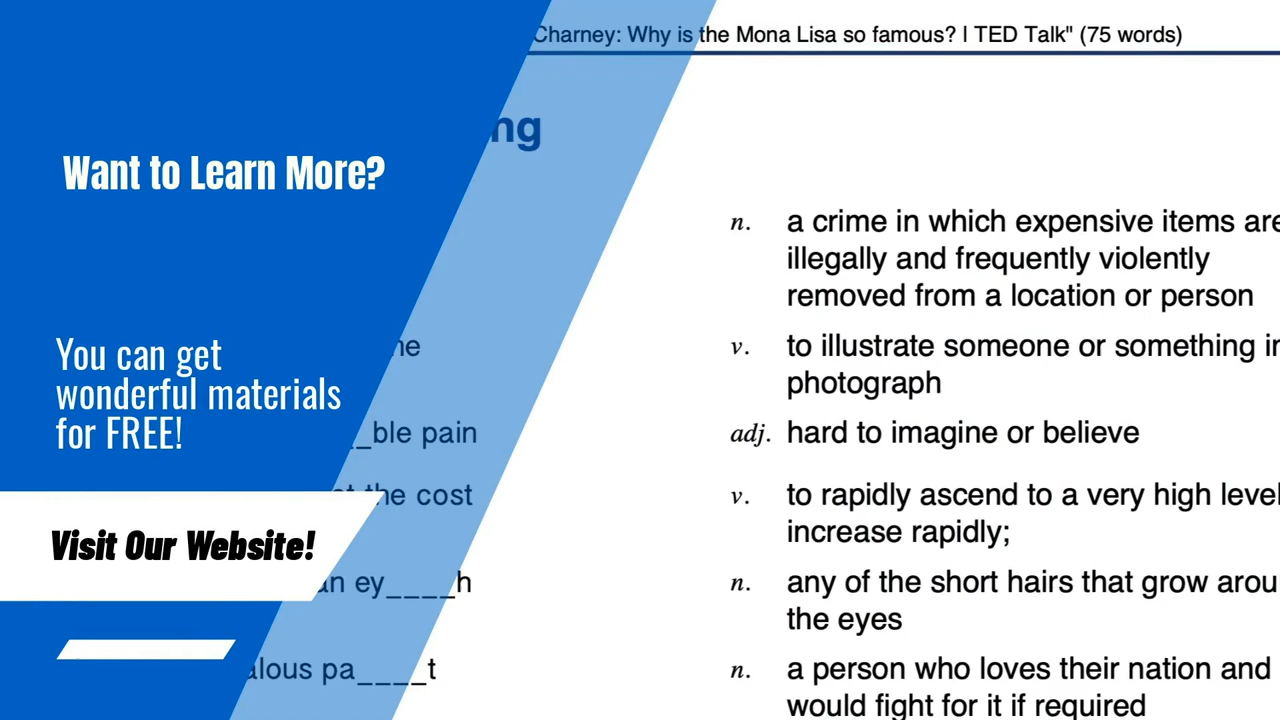 Charney: Why is the Mona Lisa so famous? | TED Talk" (75 words)
ng
Want to Learn More?
You can get
wonderful materials
for FREE!
Visit Our Website!
n. a crime in which expensive items are
illegally and frequently violently
removed from a location or person
he v. to illustrate someone or something in
photograph
__ble pain adj. hard to imagine or believe
the cost v. to rapidly ascend to a very high level
increase rapidly;
an ey____h n. any of the short hairs that grow arou
the eyes
alous pa____t n. a person who loves their nation and
would fight for it if required